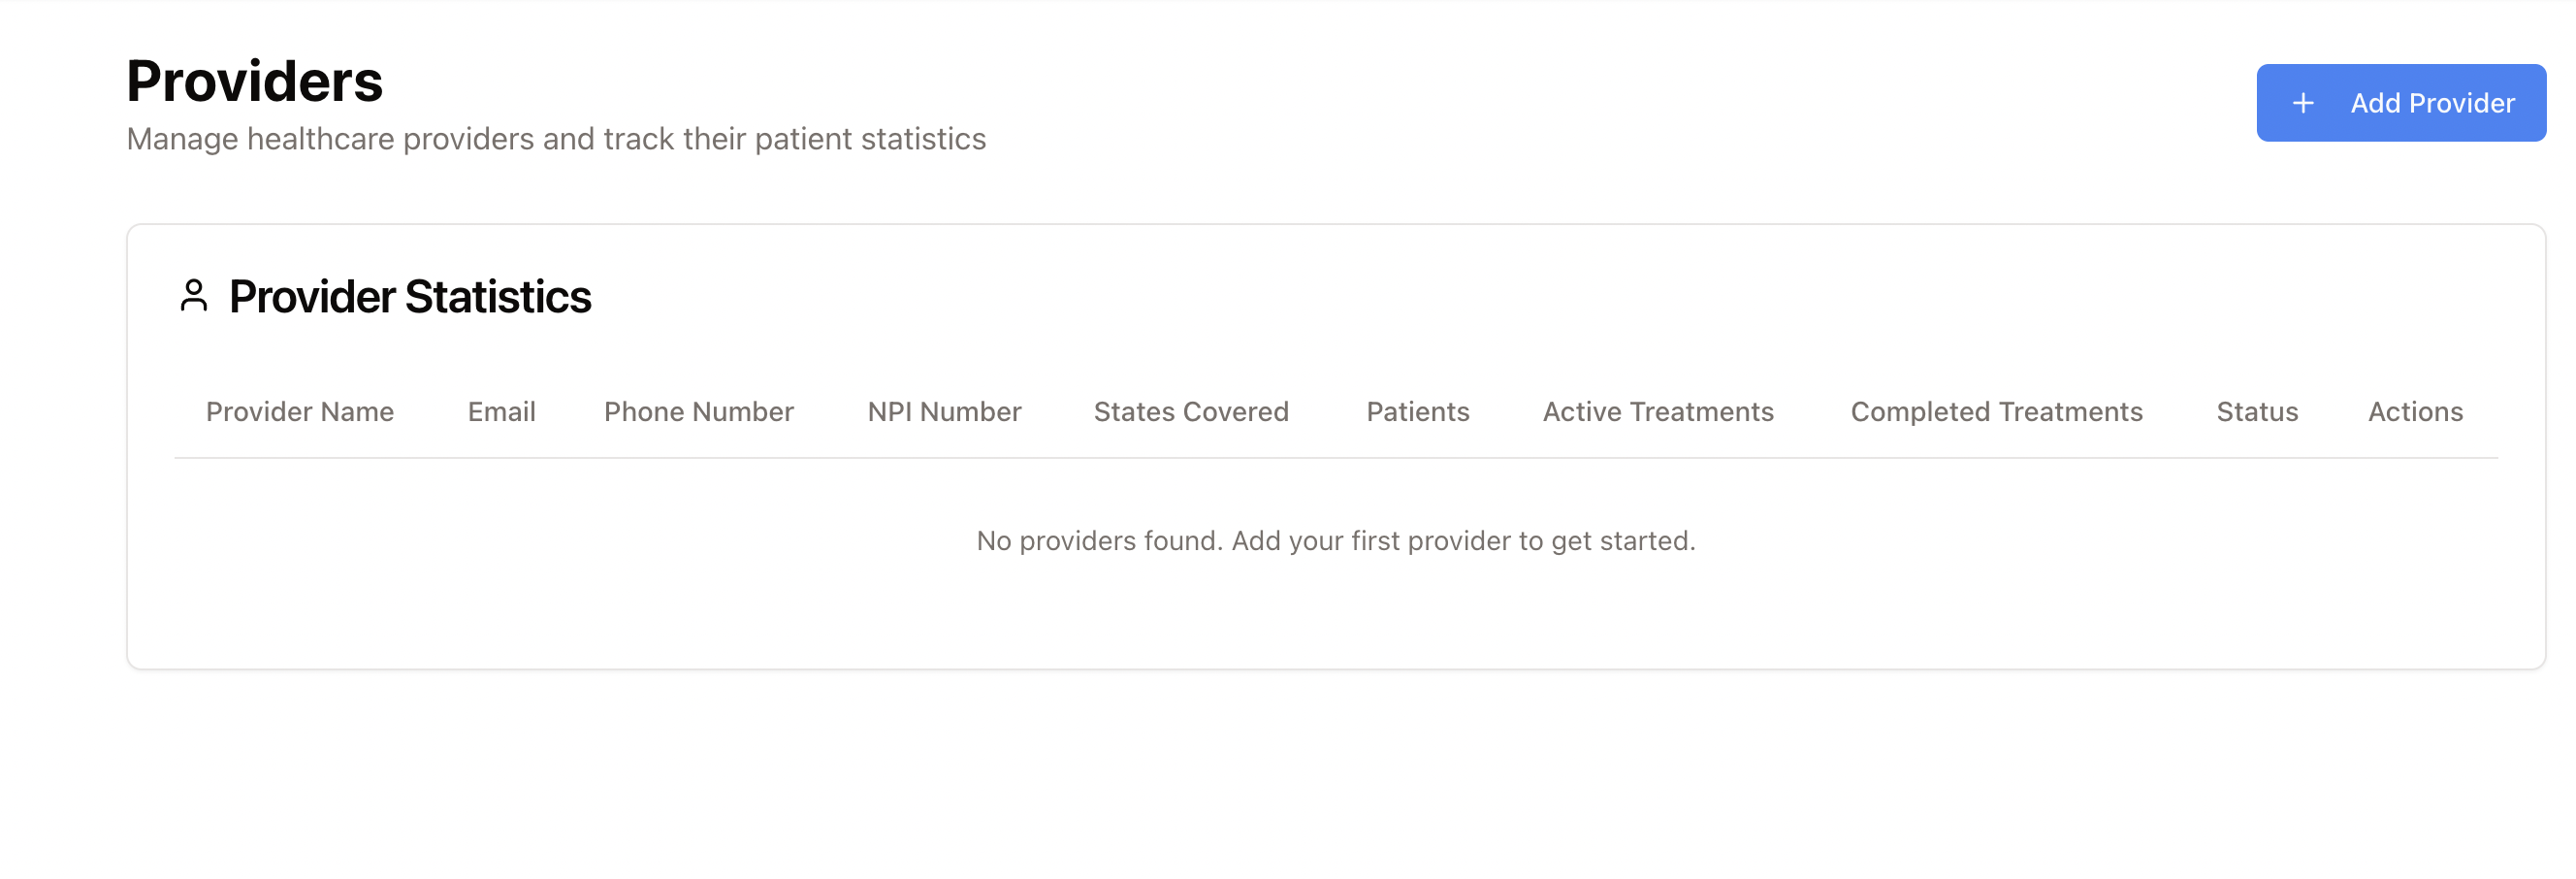 Providers
Manage healthcare providers and track their patient statistics
+ Add Provider
Provider Statistics
Provider Name Email Phone Number NPI Number States Covered Patients Active Treatments Completed Treatments Status Actions
No providers found. Add your first provider to get started.